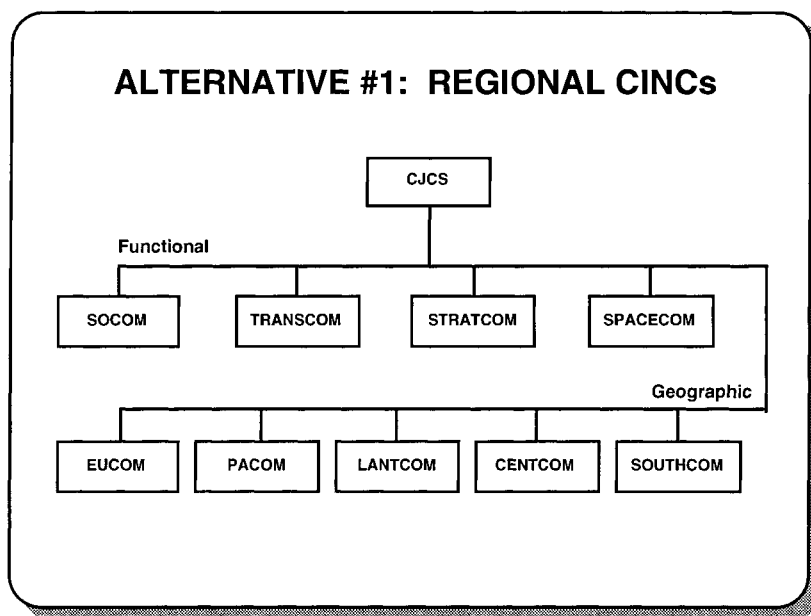 ALTERNATIVE #1: REGIONAL CINCs
CJCS
Functional
SOCOM TRANSCOM STRATCOM SPACECOM
Geographic
EUCOM PACOM LANTCOM CENTCOM SOUTHCOM